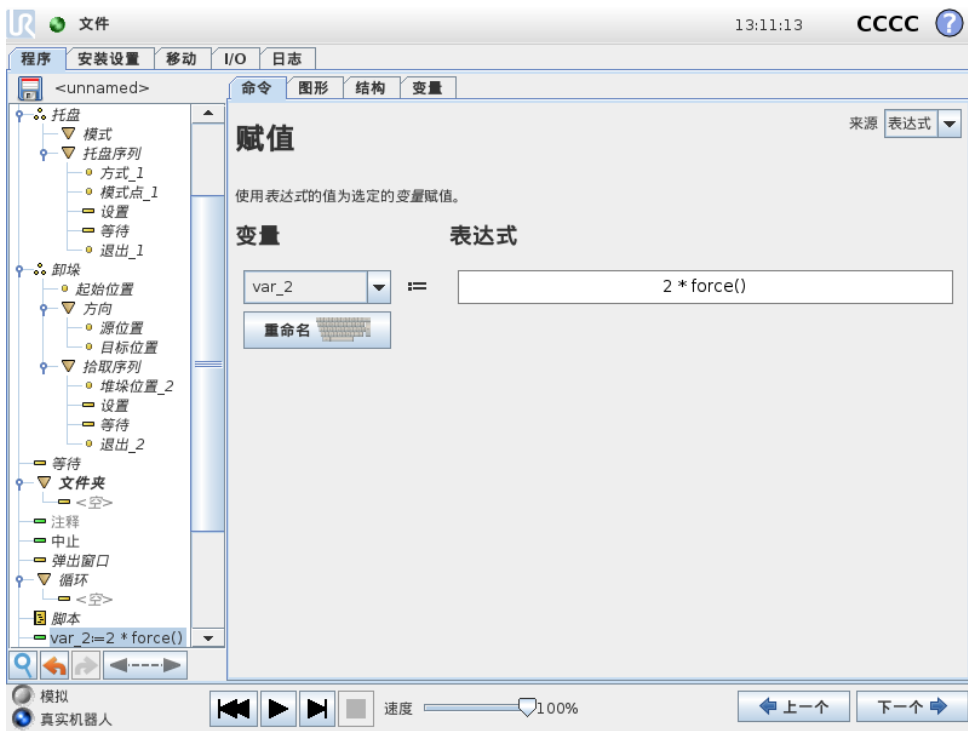 UR 文件 13:11:13 CCCC ?
程序 安装设置 移动 I/O 日志
<unnamed>
命令 图形 结构 变量
托盘
模式
托盘序列
方式_1
模式点_1
设置
等待
退出_1
卸垛
起始位置
方向
源位置
目标位置
拾取序列
堆垛位置_2
设置
等待
退出_2
等待
文件夹
<空>
注释
中止
弹出窗口
循环
<空>
脚本
var_2:=2 * force()
赋值
来源 表达式
使用表达式的值为选定的变量赋值。
变量 表达式
var_2 := 2 * force()
重命名
模拟
真实机器人
速度 100%
上一个 下一个